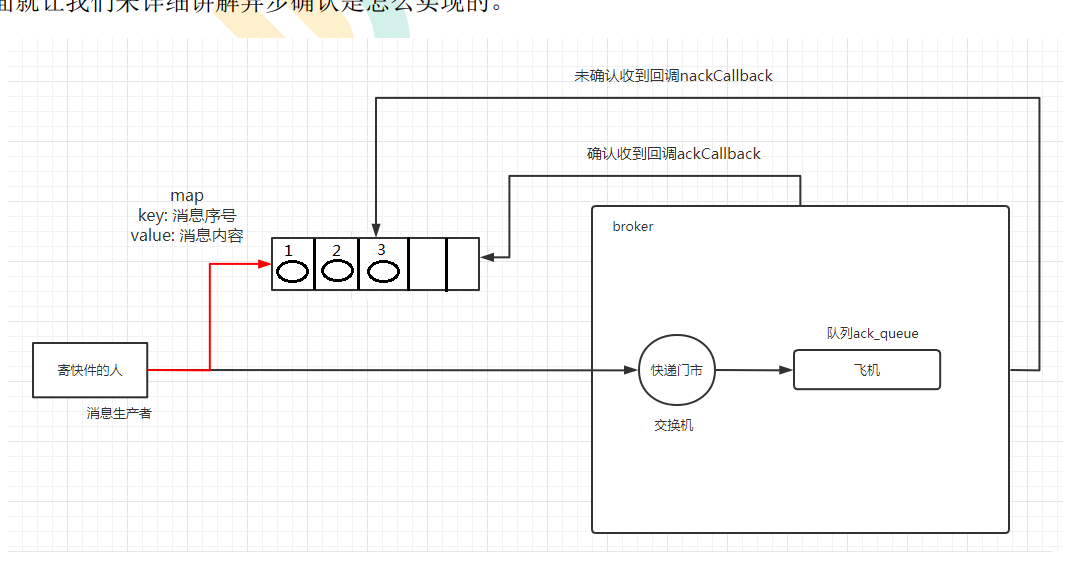 面就让我们来详细讲解异步确认是怎么实现的。
未确认收到回调nackCallback
确认收到回调ackCallback
map
key: 消息序号
value: 消息内容
broker
1 2 3
队列ack_queue
寄快件的人
快递门市
飞机
消息生产者
交换机